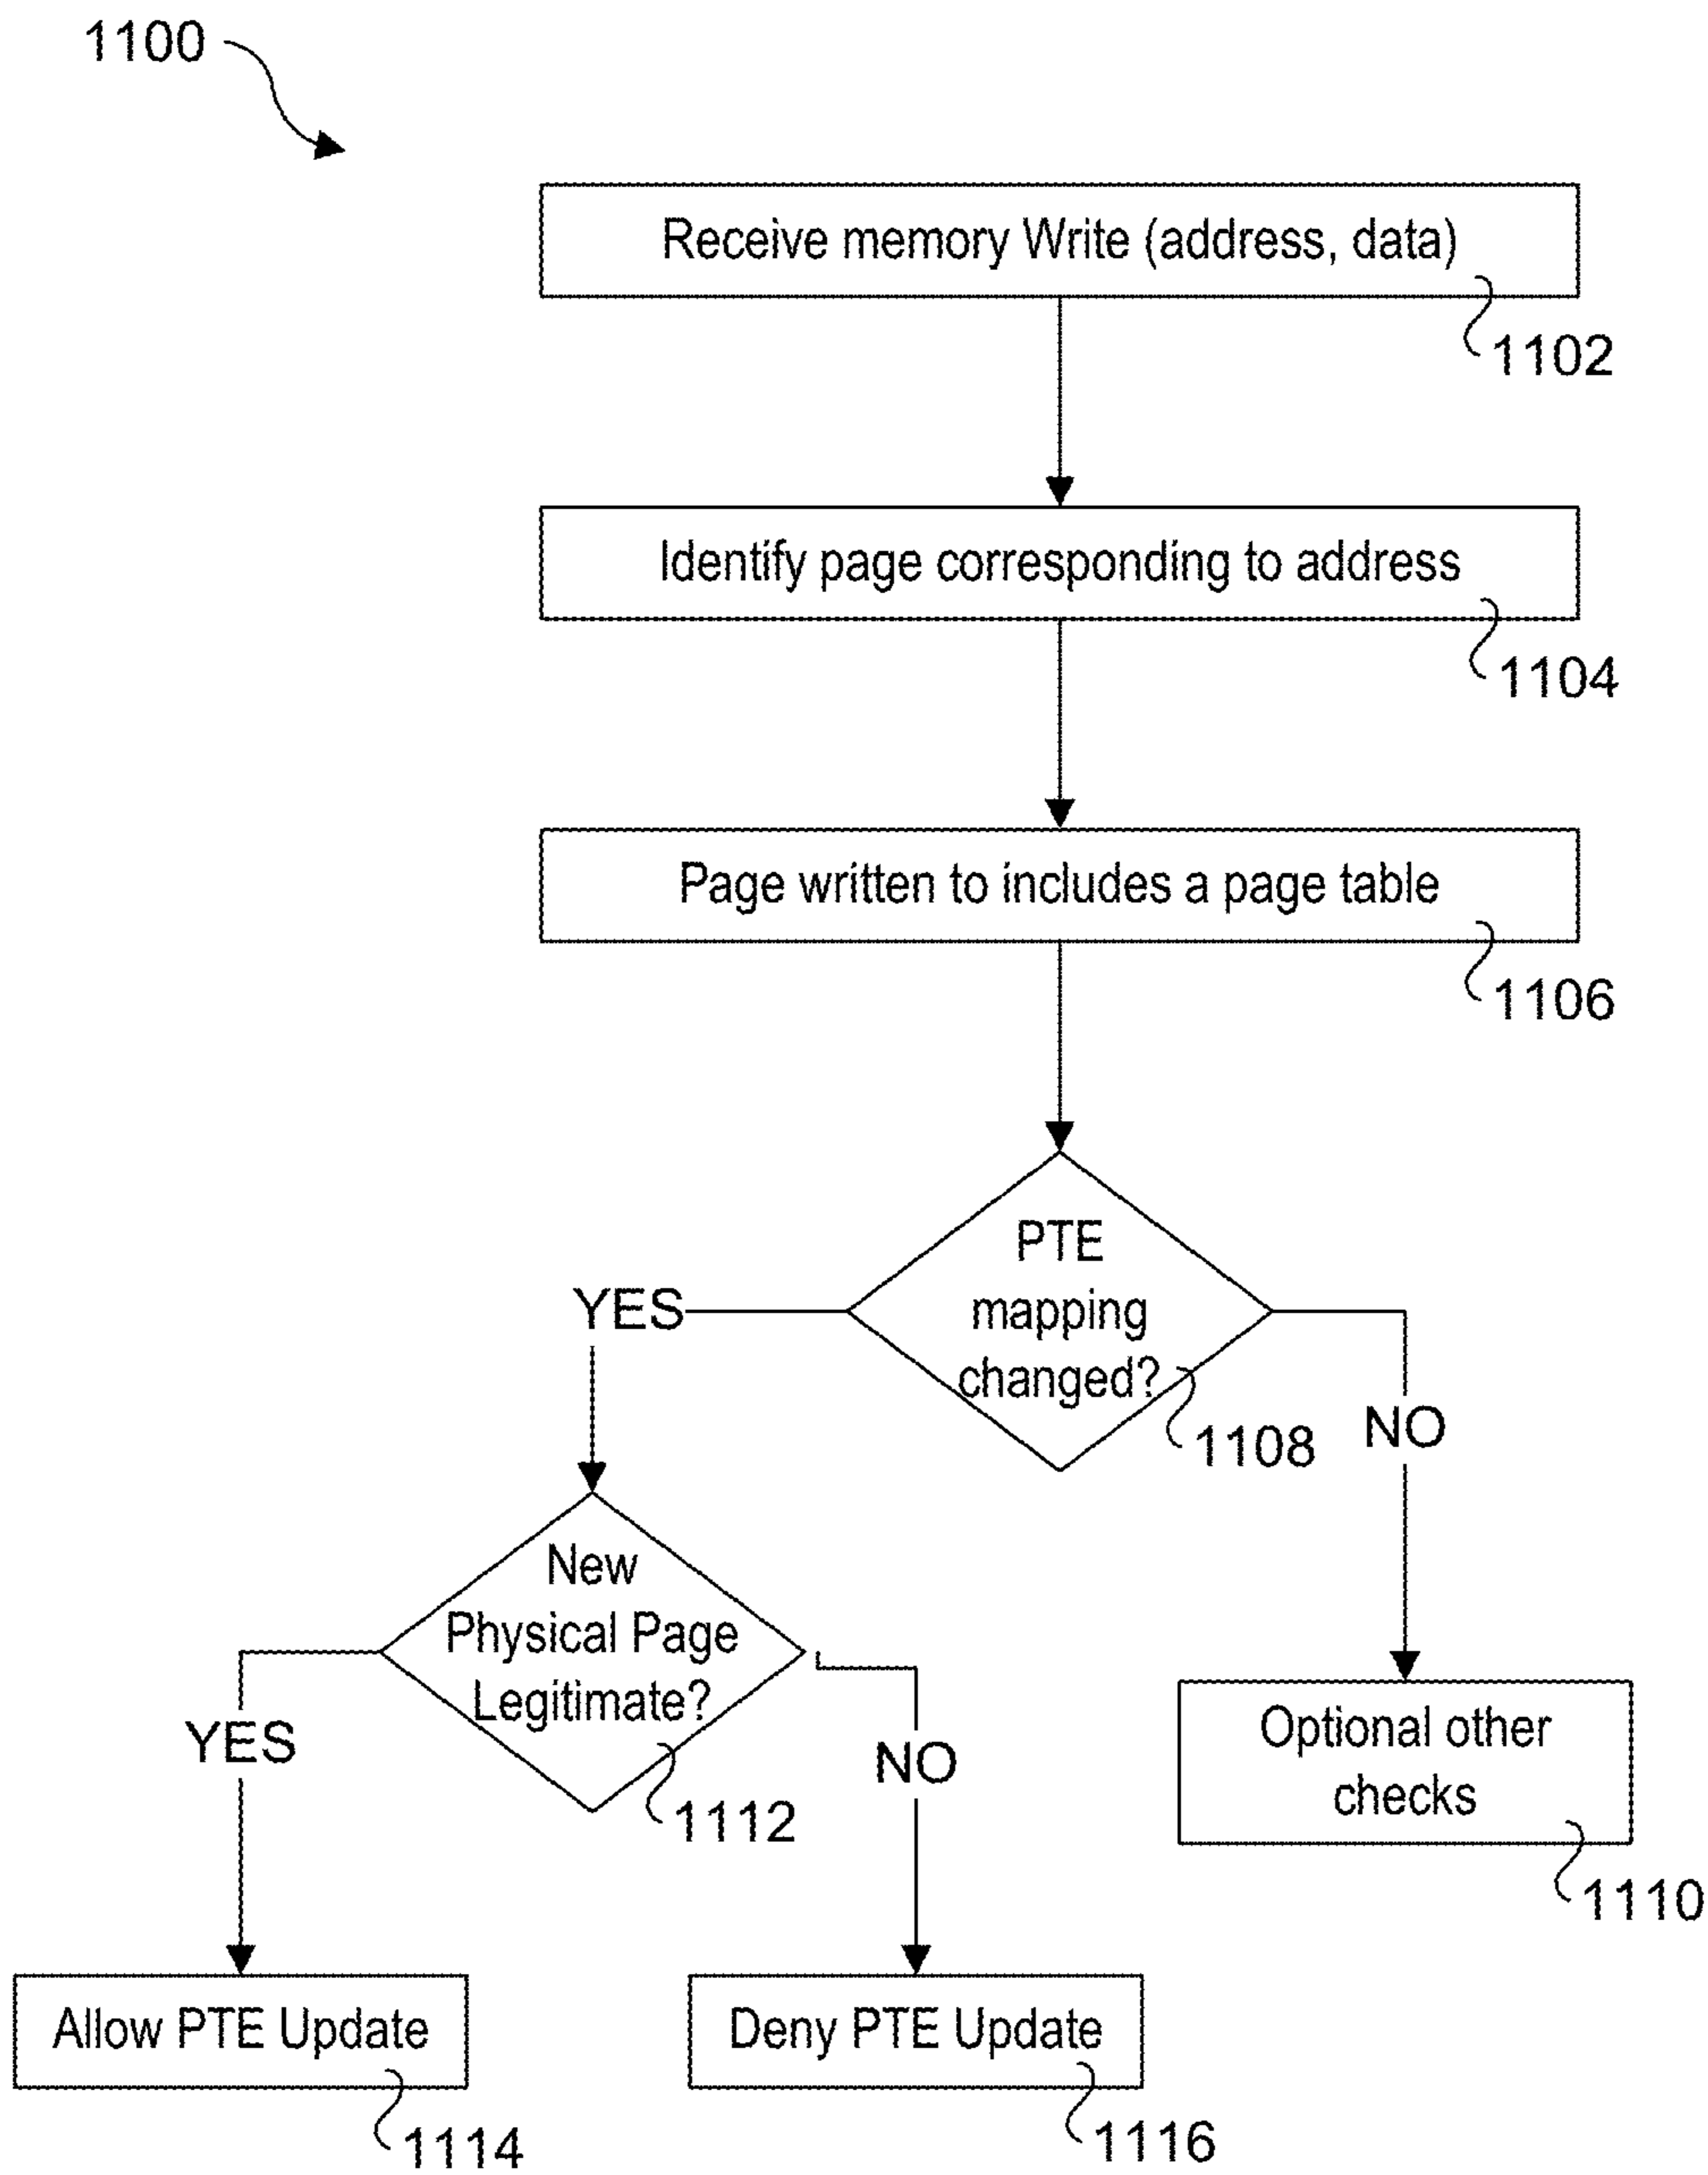 1100
Receive memory Write (address, data)
1102
Identify page corresponding to address
1104
Page written to includes a page table
1106
PTE
mapping
changed?
1108
YES
NO
New
Physical Page
Legitimate?
1112
YES
NO
Optional other
checks
1110
Allow PTE Update
1114
Deny PTE Update
1116